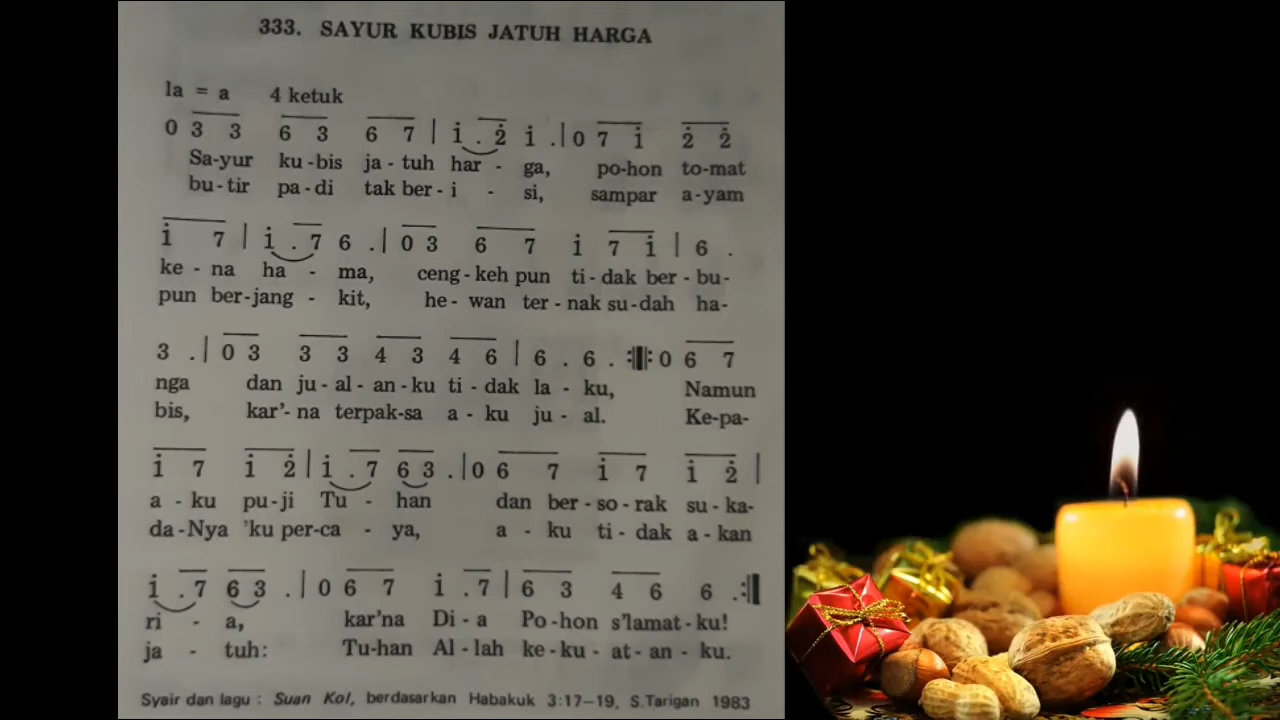 333. SAYUR KUBIS JATUH HARGA
la = a 4 ketuk
0 3 3 6 3 6 7 | i . 2̇ i . | 0 7 i 2̇ 2̇
Sa-yur ku-bis ja-tuh har - ga, po-hon to-mat
bu-tir pa-di tak ber-i - si, sampar a-yam
i 7 | i . 7 6 . | 0 3 6 7 i 7 i | 6 .
ke-na ha - ma, ceng-keh pun ti-dak ber-bu-
pun ber-jang - kit, he-wan ter-nak su-dah ha-
3 . | 0 3 3 3 4 3 4 6 | 6 . 6 . :||: 0 6 7
nga dan ju-al-an-ku ti-dak la-ku, Namun
bis, kar'-na terpak-sa a-ku ju-al. Ke-pa-
i 7 i 2̇ | i . 7 6 3 . | 0 6 7 i 7 i 2̇ |
a-ku pu-ji Tu - han dan ber-so-rak su-ka-
da-Nya 'ku per-ca - ya, a-ku ti-dak a-kan
i . 7 6 3 . | 0 6 7 i . 7 | 6 3 4 6 6 . :||
ri - a, kar'na Di-a Po-hon s'lamat-ku!
ja - tuh: Tu-han Al-lah ke-ku-at-an-ku.
Syair dan lagu : Suan Kol, berdasarkan Habakuk 3:17–19, S.Tarigan 1983